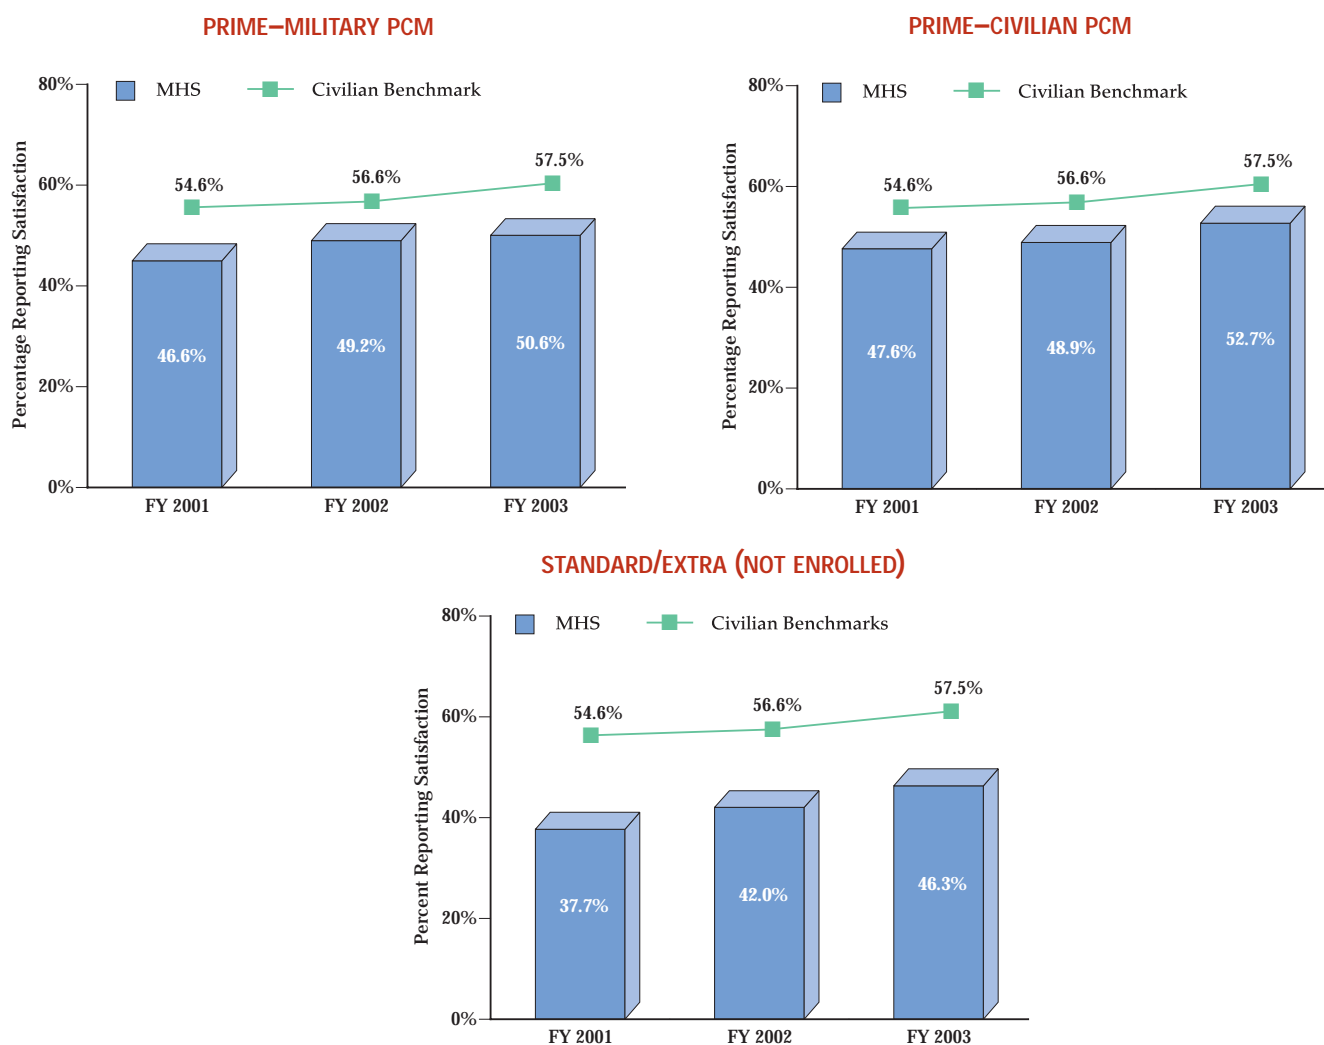 PRIME–MILITARY PCM
80%
MHS
Civilian Benchmark
Percentage Reporting Satisfaction
60%
40%
20%
0%
54.6%
56.6%
57.5%
46.6%
49.2%
50.6%
FY 2001
FY 2002
FY 2003
PRIME–CIVILIAN PCM
80%
MHS
Civilian Benchmark
Percentage Reporting Satisfaction
60%
40%
20%
0%
54.6%
56.6%
57.5%
47.6%
48.9%
52.7%
FY 2001
FY 2002
FY 2003
STANDARD/EXTRA (NOT ENROLLED)
80%
MHS
Civilian Benchmarks
Percent Reporting Satisfaction
60%
40%
20%
0%
54.6%
56.6%
57.5%
37.7%
42.0%
46.3%
FY 2001
FY 2002
FY 2003